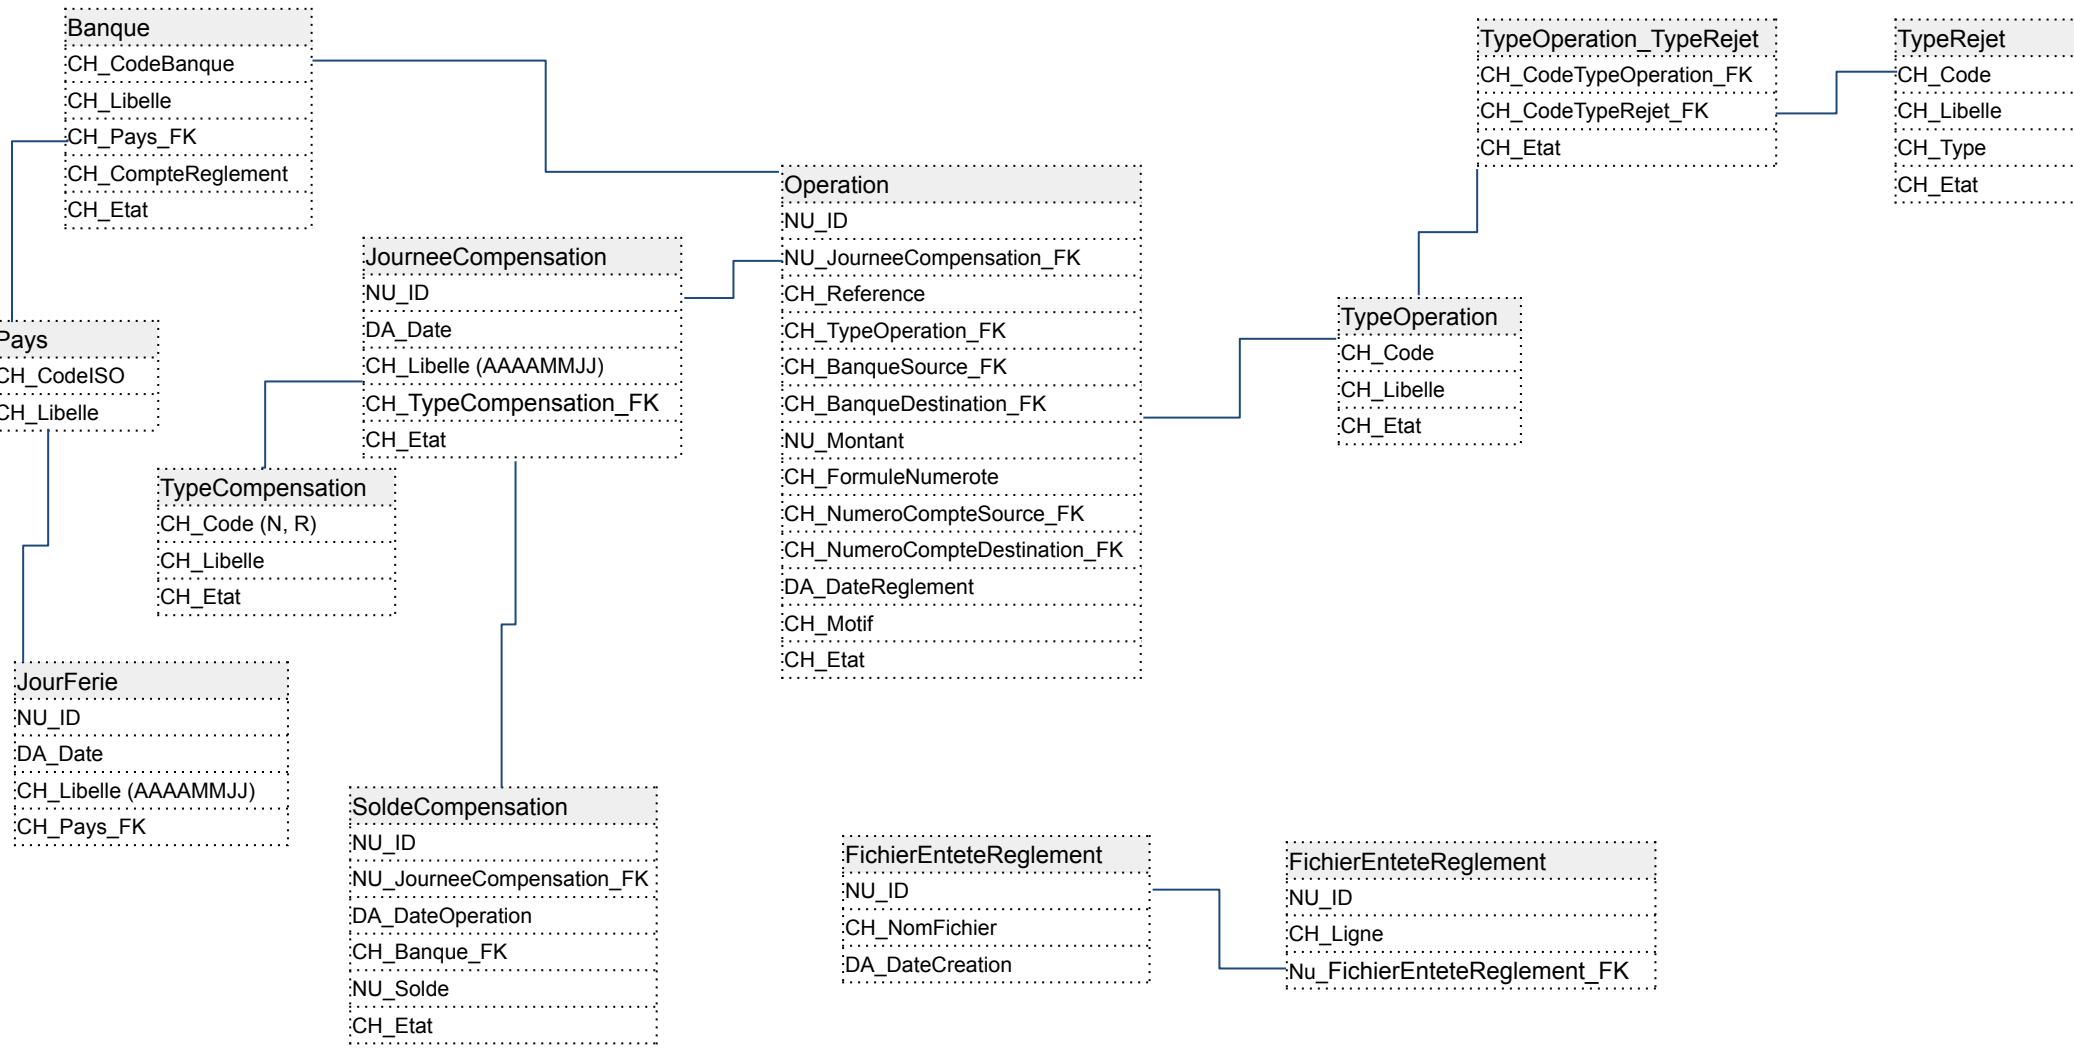 Banque
CH_CodeBanque
CH_Libelle
CH_Pays_FK
CH_CompteReglement
CH_Etat
Pays
CH_CodeISO
CH_Libelle
JourFerie
NU_ID
DA_Date
CH_Libelle (AAAAMMJJ)
CH_Pays_FK
TypeCompensation
CH_Code (N, R)
CH_Libelle
CH_Etat
JourneeCompensation
NU_ID
DA_Date
CH_Libelle (AAAAMMJJ)
CH_TypeCompensation_FK
CH_Etat
SoldeCompensation
NU_ID
NU_JourneeCompensation_FK
DA_DateOperation
CH_Banque_FK
NU_Solde
CH_Etat
Operation
NU_ID
NU_JourneeCompensation_FK
CH_Reference
CH_TypeOperation_FK
CH_BanqueSource_FK
CH_BanqueDestination_FK
NU_Montant
CH_FormuleNumerote
CH_NumeroCompteSource_FK
CH_NumeroCompteDestination_FK
DA_DateReglement
CH_Motif
CH_Etat
TypeOperation_TypeRejet
CH_CodeTypeOperation_FK
CH_CodeTypeRejet_FK
CH_Etat
TypeRejet
CH_Code
CH_Libelle
CH_Type
CH_Etat
TypeOperation
CH_Code
CH_Libelle
CH_Etat
FichierEnteteReglement
NU_ID
CH_NomFichier
DA_DateCreation
FichierEnteteReglement
NU_ID
CH_Ligne
Nu_FichierEnteteReglement_FK